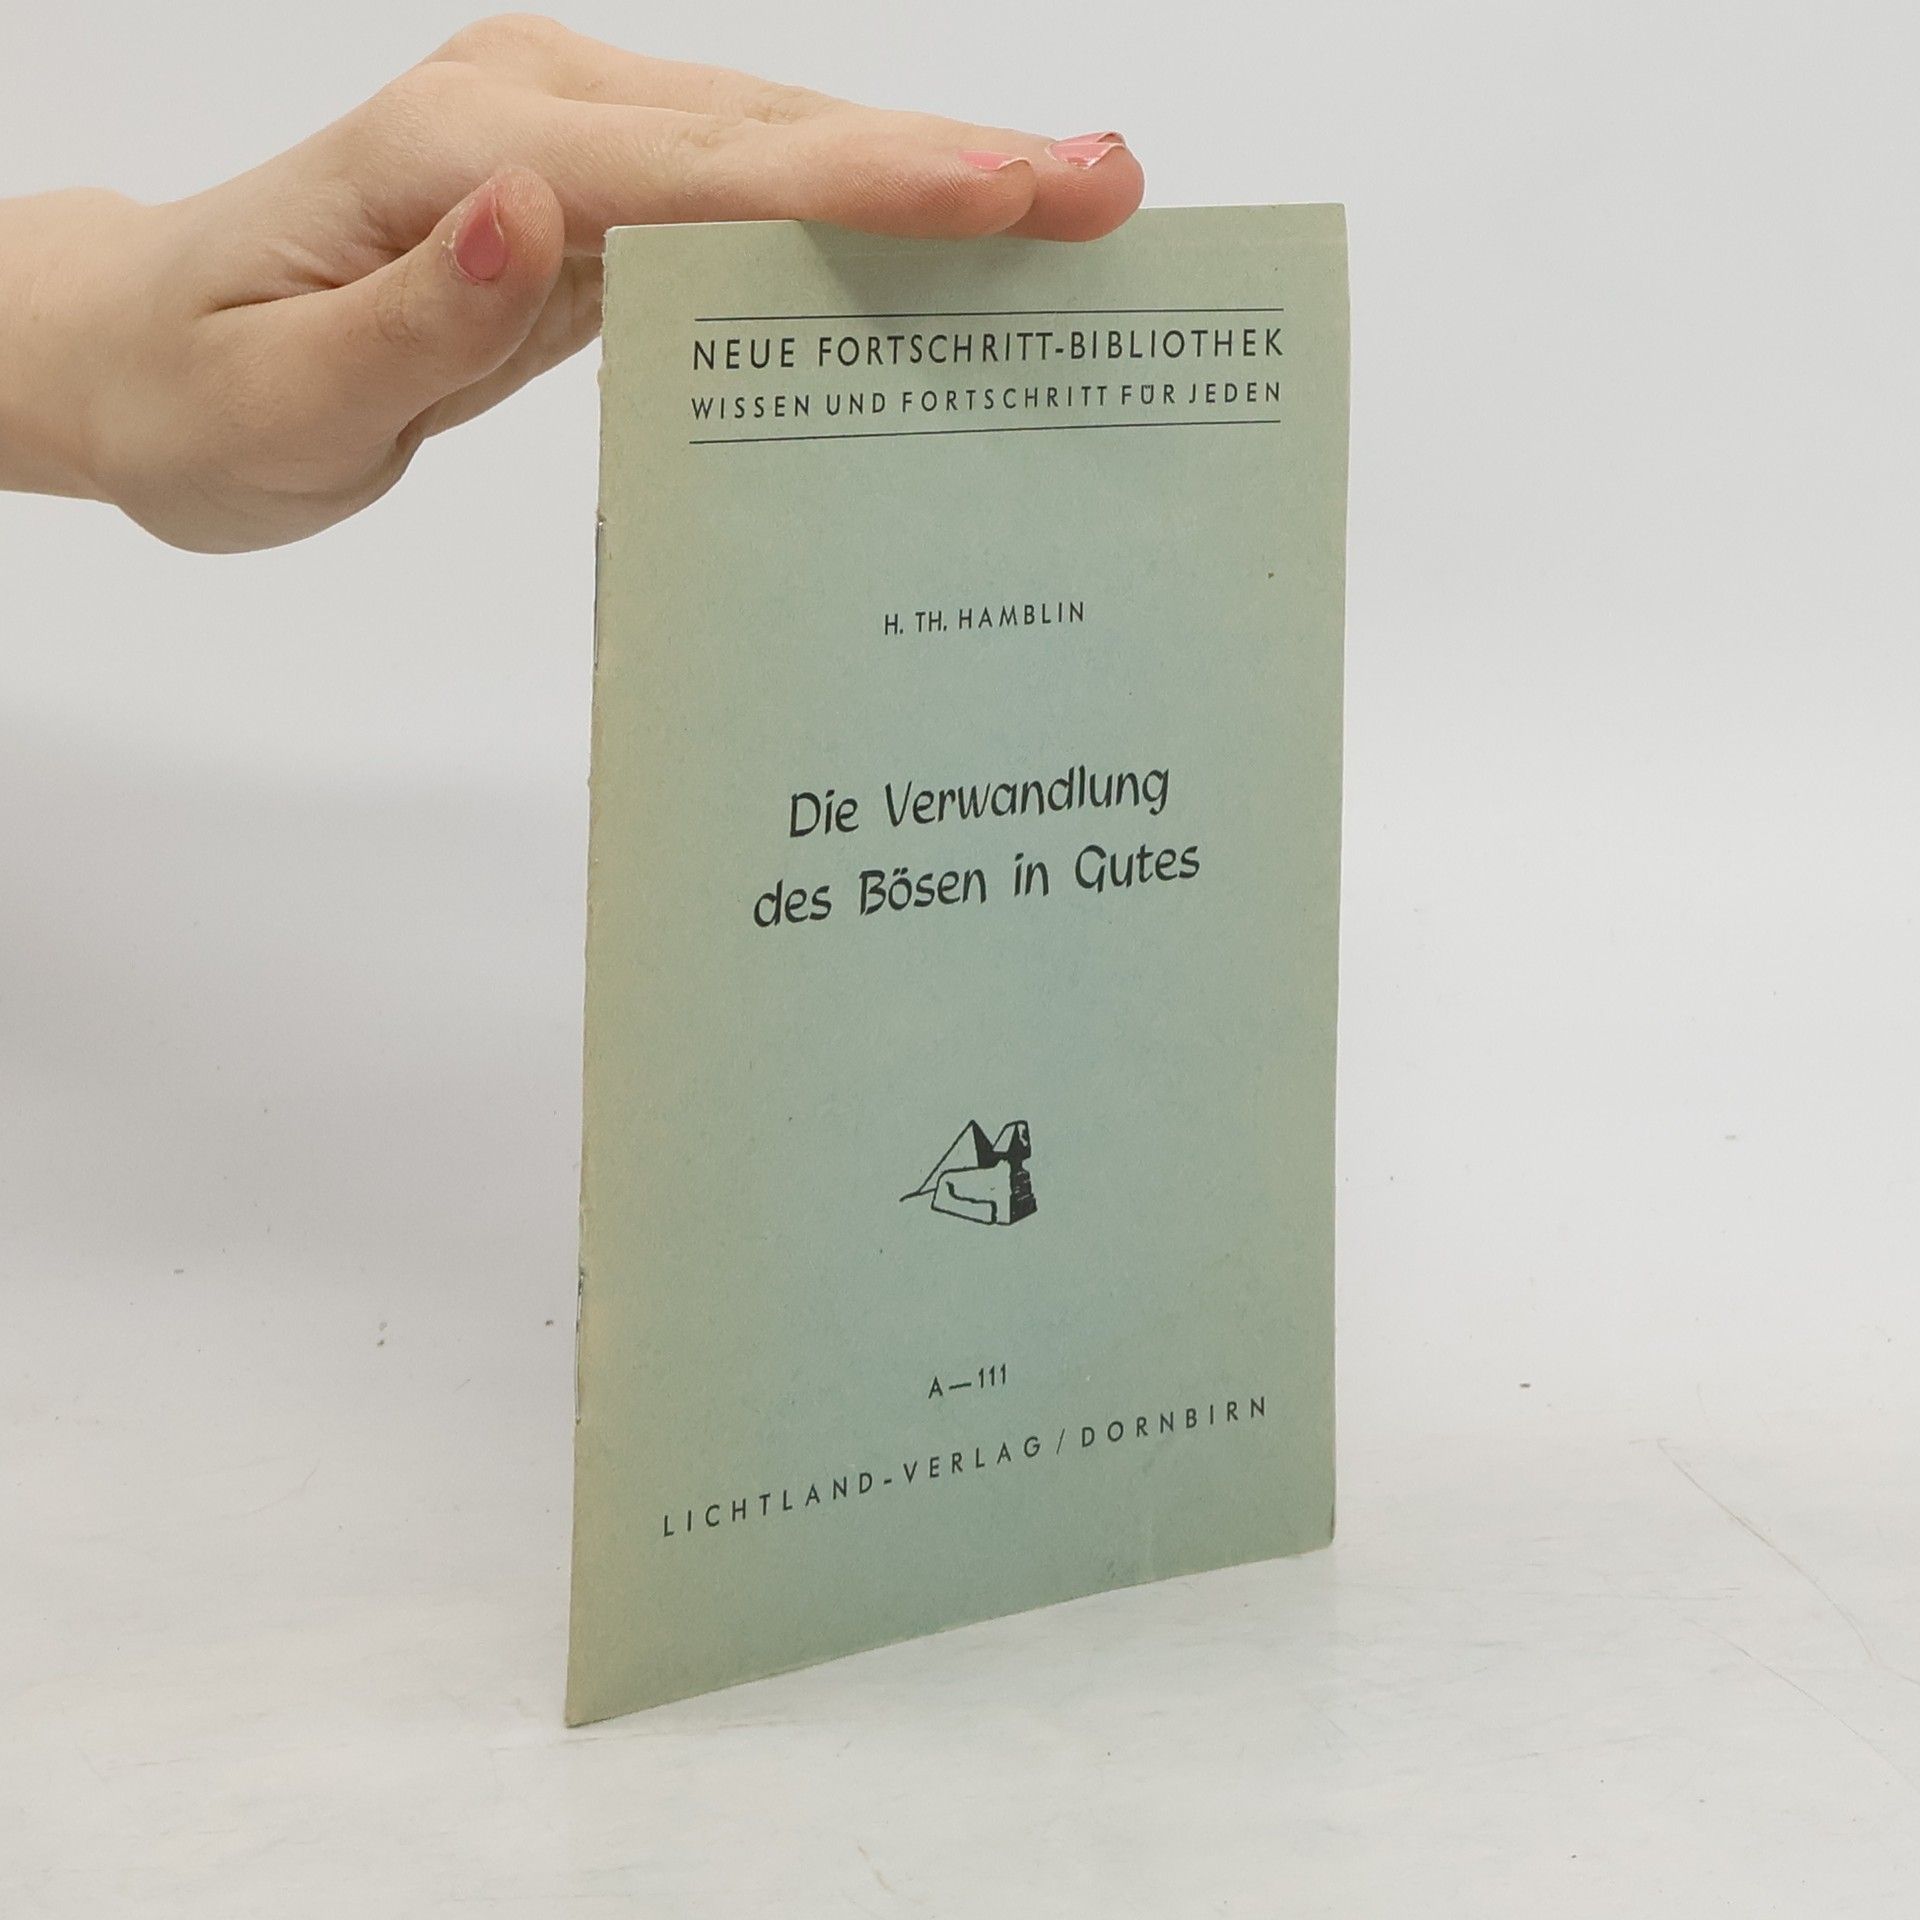 NEUE FORTSCHRITT-BIBLIOTHEK
WISSEN UND FORTSCHRITT FÜR JEDEN
H. TH. HAMBLIN
Die Verwandlung
des Bösen in Gutes
A—111
LICHTLAND-VERLAG / DORNBIRN